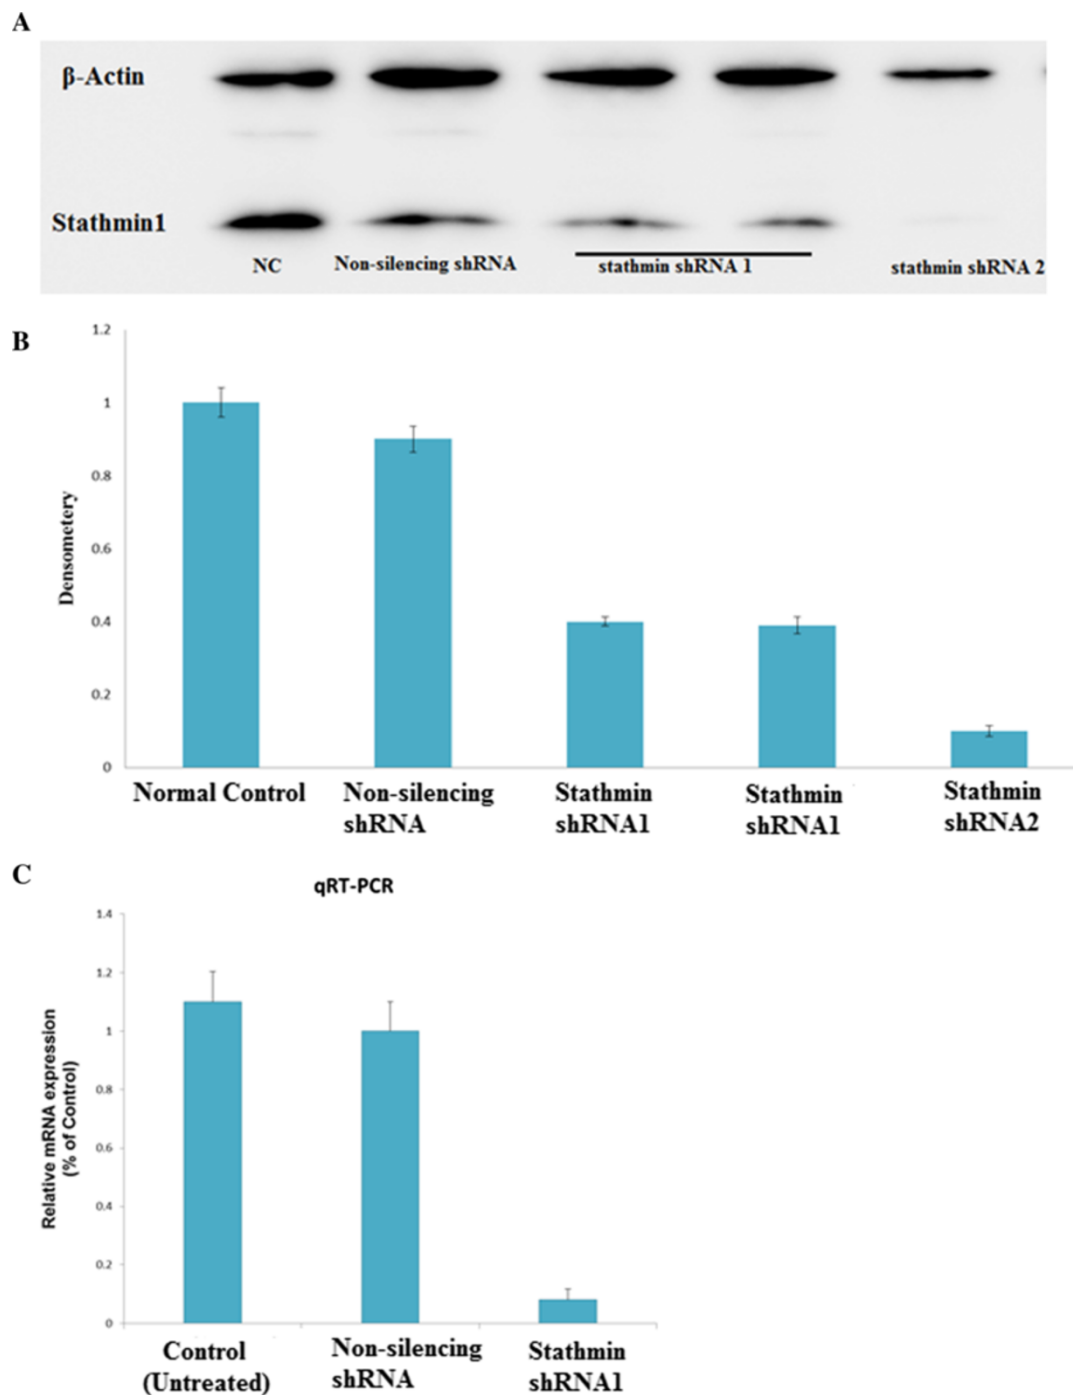 A
β-Actin
Stathmin1
NC
Non-silencing shRNA
stathmin shRNA 1
stathmin shRNA 2
B
1.2
1
0.8
0.6
0.4
0.2
0
Densometery
Normal Control
Non-silencing
shRNA
Stathmin
shRNA1
Stathmin
shRNA1
Stathmin
shRNA2
C
qRT-PCR
1.4
1.2
1
0.8
0.6
0.4
0.2
0
Relative mRNA expression
(% of Control)
Control
(Untreated)
Non-silencing
shRNA
Stathmin
shRNA1